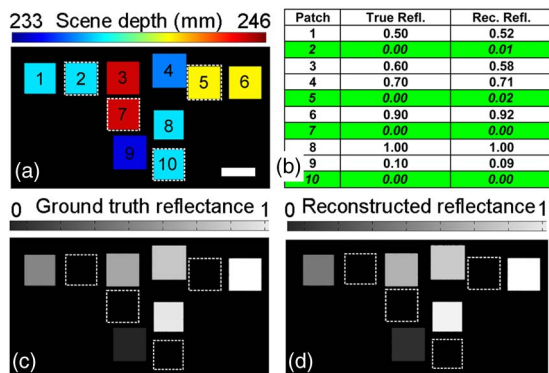 Scene depth (mm)
233 246
1 2 3 4 5 6
7
8
9
10
(a)
Patch True Refl. Rec. Refl.
1 0.50 0.52
2 0.00 0.01
3 0.60 0.58
4 0.70 0.71
5 0.00 0.02
6 0.90 0.92
7 0.00 0.00
8 1.00 1.00
9 0.10 0.09
10 0.00 0.00
(b)
0 Ground truth reflectance 1
(c)
0 Reconstructed reflectance 1
(d)